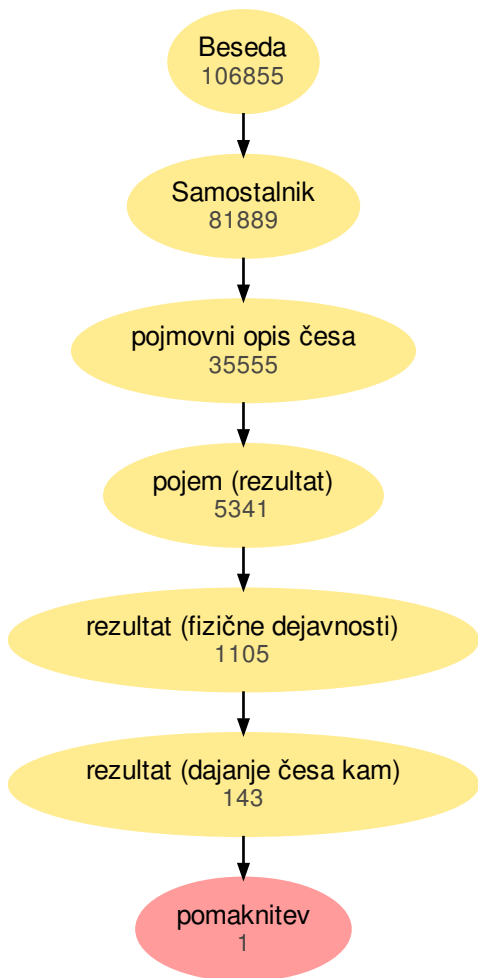 Beseda
106855
Samostalnik
81889
pojmovni opis česa
35555
pojem (rezultat)
5341
rezultat (fizične dejavnosti)
1105
rezultat (dajanje česa kam)
143
pomaknitev
1